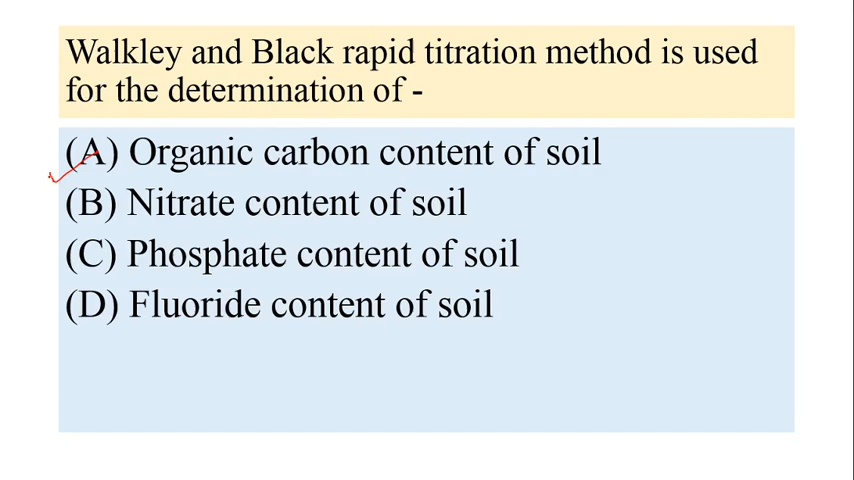 Walkley and Black rapid titration method is used
for the determination of -
(A) Organic carbon content of soil
(B) Nitrate content of soil
(C) Phosphate content of soil
(D) Fluoride content of soil